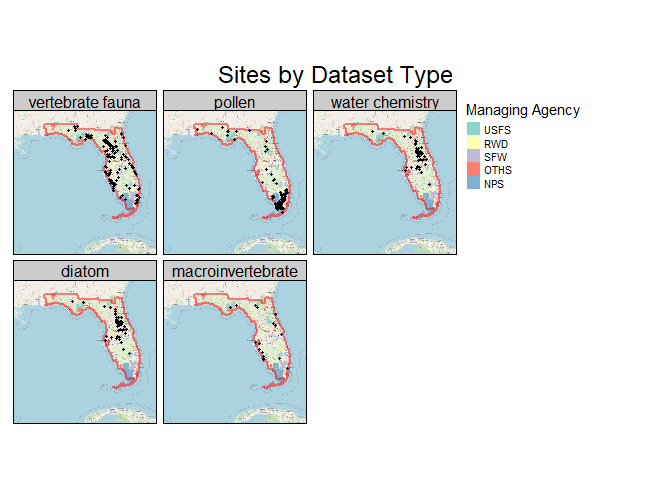 Sites by Dataset Type
vertebrate fauna
pollen
water chemistry
diatom
macroinvertebrate
Managing Agency
USFS
RWD
SFW
OTHS
NPS